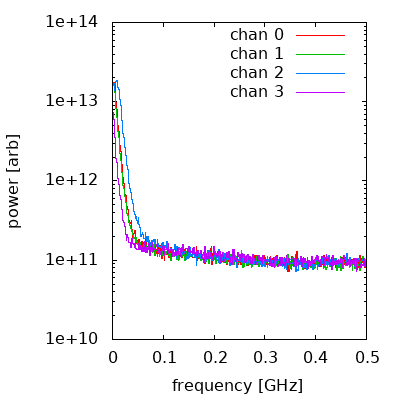 1e+14
1e+13
1e+12
1e+11
1e+10
power [arb]
chan 0
chan 1
chan 2
chan 3
0 0.1 0.2 0.3 0.4 0.5
frequency [GHz]